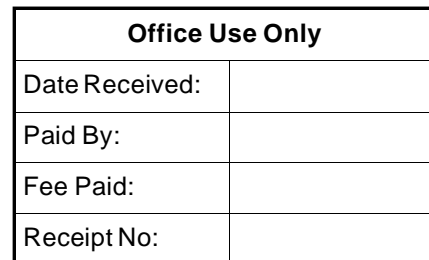 Office Use Only
Date Received:
Paid By:
Fee Paid:
Receipt No: